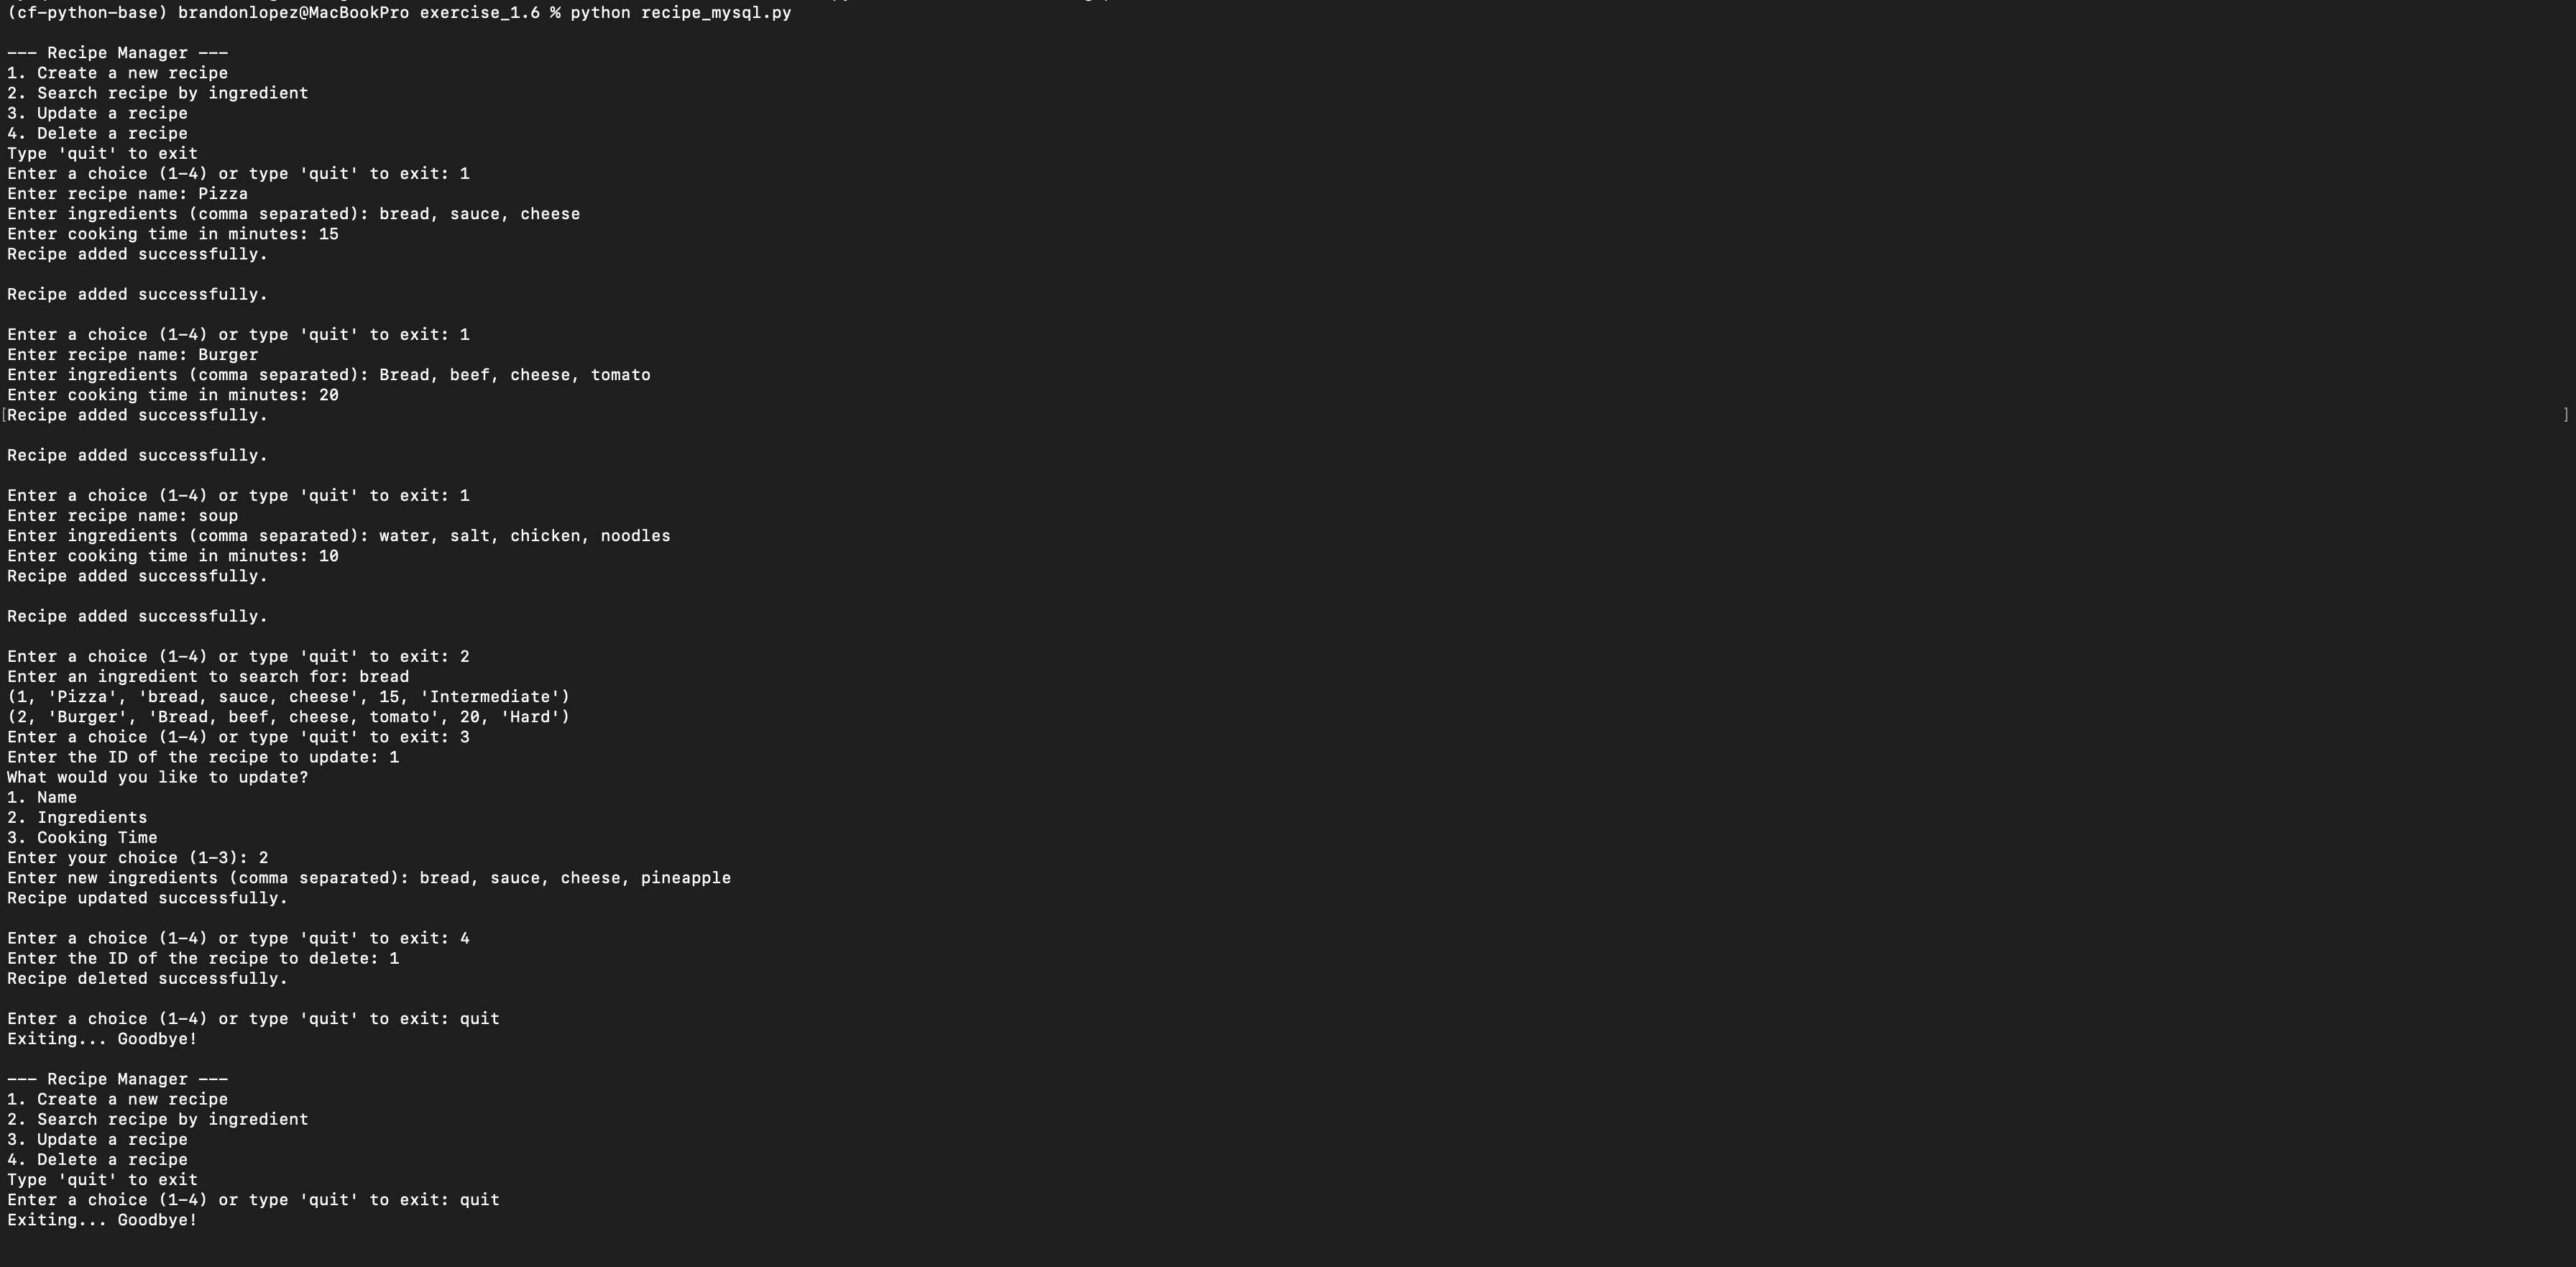 (cf-python-base) brandonlopez@MacBookPro exercise_1.6 % python recipe_mysql.py
--- Recipe Manager ---
1. Create a new recipe
2. Search recipe by ingredient
3. Update a recipe
4. Delete a recipe
Type 'quit' to exit
Enter a choice (1-4) or type 'quit' to exit: 1
Enter recipe name: Pizza
Enter ingredients (comma separated): bread, sauce, cheese
Enter cooking time in minutes: 15
Recipe added successfully.
Recipe added successfully.
Enter a choice (1-4) or type 'quit' to exit: 1
Enter recipe name: Burger
Enter ingredients (comma separated): Bread, beef, cheese, tomato
Enter cooking time in minutes: 20
[Recipe added successfully. ]
Recipe added successfully.
Enter a choice (1-4) or type 'quit' to exit: 1
Enter recipe name: soup
Enter ingredients (comma separated): water, salt, chicken, noodles
Enter cooking time in minutes: 10
Recipe added successfully.
Recipe added successfully.
Enter a choice (1-4) or type 'quit' to exit: 2
Enter an ingredient to search for: bread
(1, 'Pizza', 'bread, sauce, cheese', 15, 'Intermediate')
(2, 'Burger', 'Bread, beef, cheese, tomato', 20, 'Hard')
Enter a choice (1-4) or type 'quit' to exit: 3
Enter the ID of the recipe to update: 1
What would you like to update?
1. Name
2. Ingredients
3. Cooking Time
Enter your choice (1-3): 2
Enter new ingredients (comma separated): bread, sauce, cheese, pineapple
Recipe updated successfully.
Enter a choice (1-4) or type 'quit' to exit: 4
Enter the ID of the recipe to delete: 1
Recipe deleted successfully.
Enter a choice (1-4) or type 'quit' to exit: quit
Exiting... Goodbye!
--- Recipe Manager ---
1. Create a new recipe
2. Search recipe by ingredient
3. Update a recipe
4. Delete a recipe
Type 'quit' to exit
Enter a choice (1-4) or type 'quit' to exit: quit
Exiting... Goodbye!